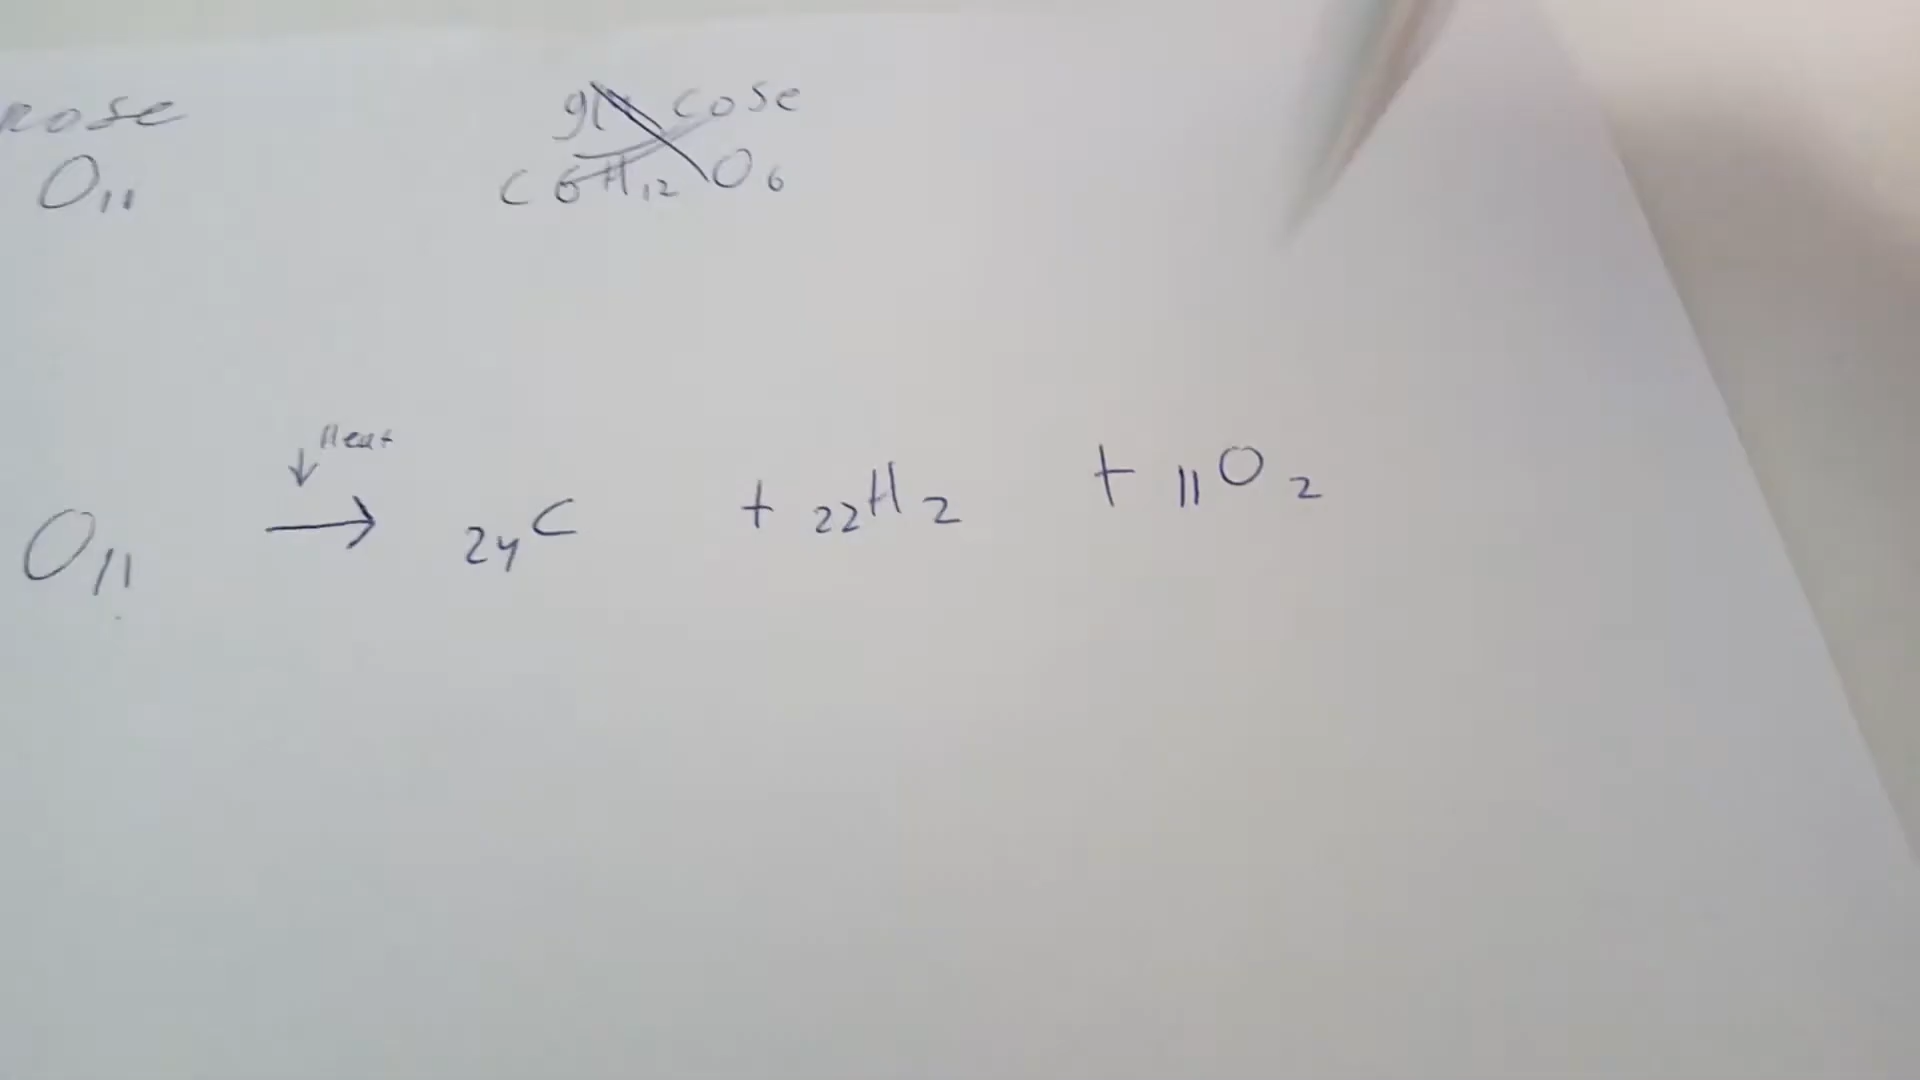 rose glucose
O₁₁ C6H₁₂O₆
↓ Heat
O₁₁ → ₂₄C + ₂₂H₂ + ₁₁O₂